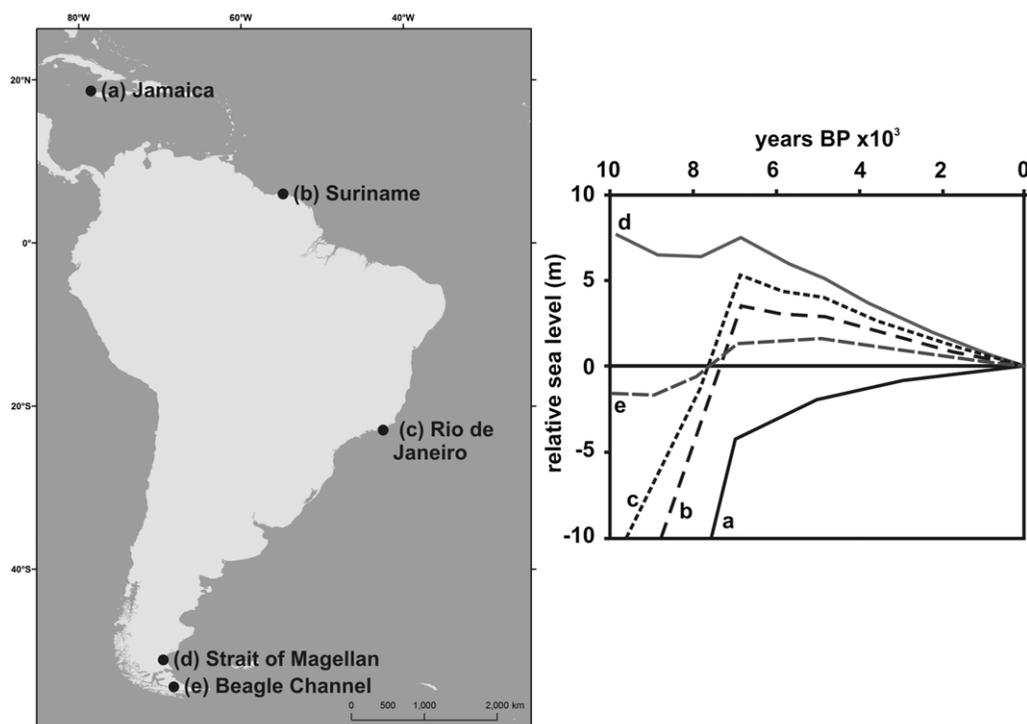 80°W 60°W 40°W
20°N
(a) Jamaica
(b) Suriname
0°
20°S
(c) Rio de
Janeiro
40°S
(d) Strait of Magellan
(e) Beagle Channel
0 500 1,000 2,000 km
years BP x10³
10 8 6 4 2 0
relative sea level (m)
10
5
0
-5
-10
d
e
c
b
a